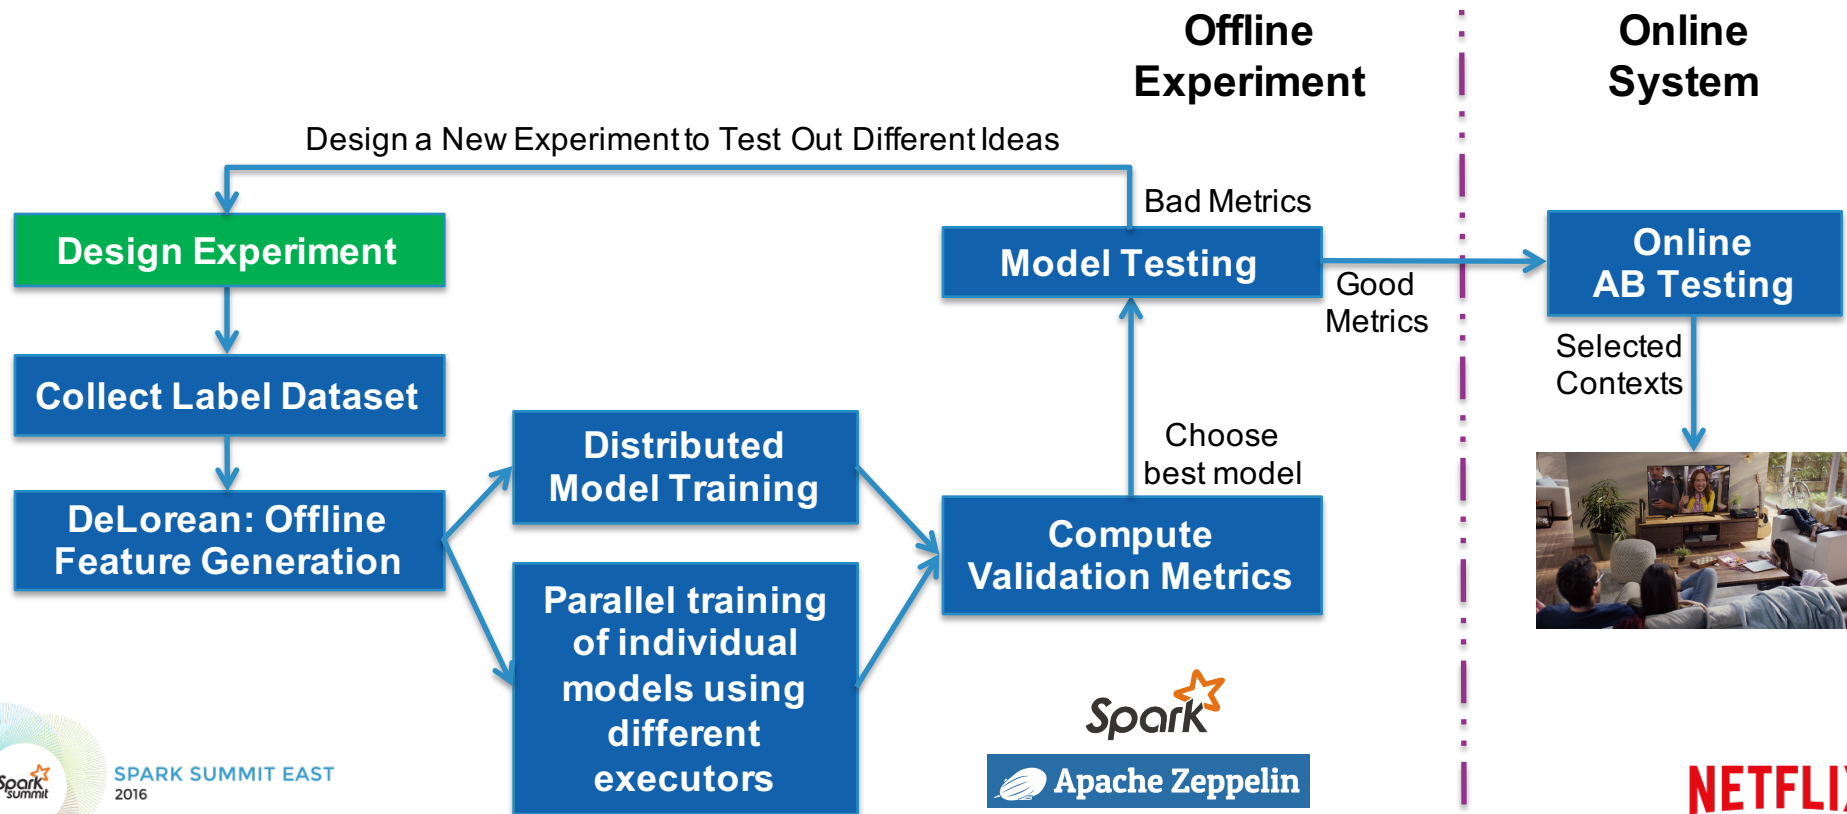 Offline
Experiment
Online
System
Design a New Experiment to Test Out Different Ideas
Bad Metrics
Design Experiment
Model Testing
Online
AB Testing
Good
Metrics
Selected
Contexts
Collect Label Dataset
Distributed
Model Training
Choose
best model
DeLorean: Offline
Feature Generation
Compute
Validation Metrics
Parallel training
of individual
models using
different
executors
Spark
Apache Zeppelin
Spark
summit
SPARK SUMMIT EAST
2016
NETFLIX